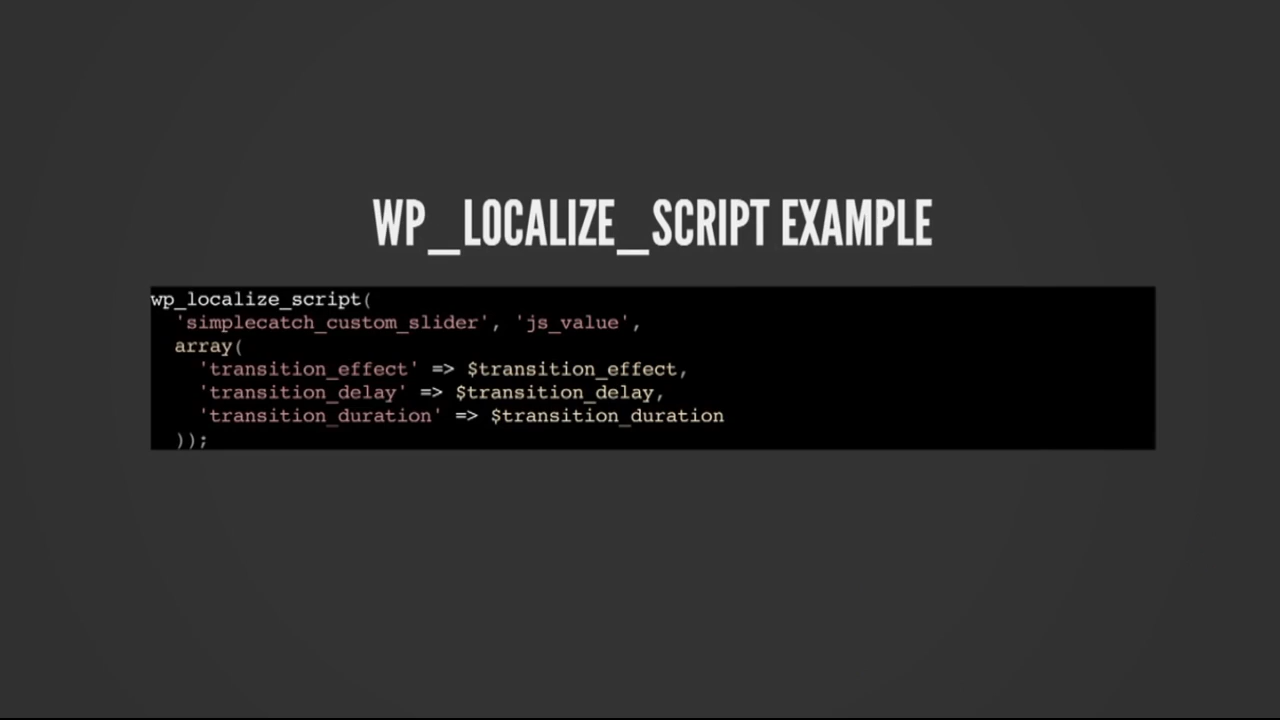 WP_LOCALIZE_SCRIPT EXAMPLE
wp_localize_script(
  'simplecatch_custom_slider', 'js_value',
  array(
    'transition_effect' => $transition_effect,
    'transition_delay' => $transition_delay,
    'transition_duration' => $transition_duration
  ));